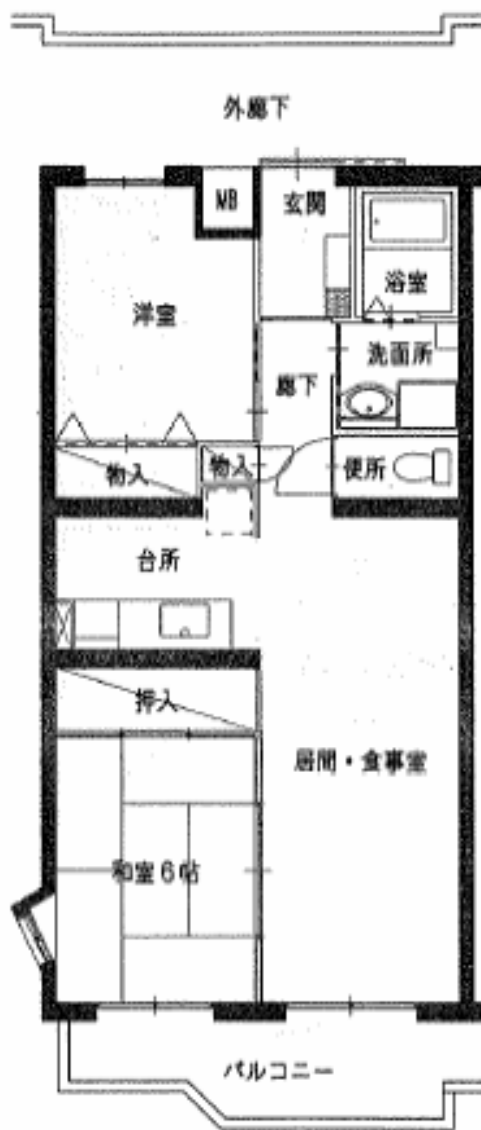 外廊下
MB
玄関
浴室
洋室
洗面所
廊下
物入
物入
便所
台所
押入
居間・食事室
和室6帖
バルコニー